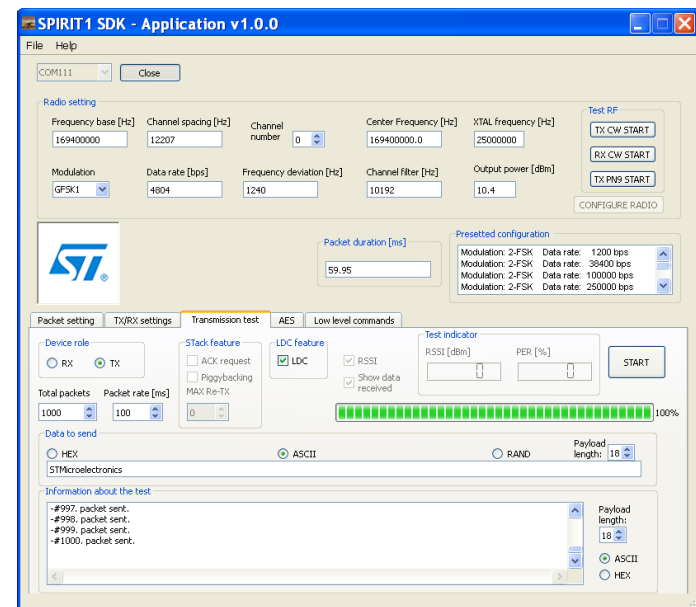 SPIRIT1 SDK - Application v1.0.0
File Help
COM111 Close
Radio setting
Frequency base [Hz] Channel spacing [Hz] Channel number Center Frequency [Hz] XTAL frequency [Hz] Test RF
169400000 12207 0 169400000.0 25000000 TX CW START
RX CW START
Modulation Data rate [bps] Frequency deviation [Hz] Channel filter [Hz] Output power [dBm]
GFSK1 4804 1240 10192 10.4 TX PN9 START
CONFIGURE RADIO
ST
Packet duration [ms]
59.95
Presetted configuration
Modulation: 2-FSK Data rate: 1200 bps
Modulation: 2-FSK Data rate: 38400 bps
Modulation: 2-FSK Data rate: 100000 bps
Modulation: 2-FSK Data rate: 250000 bps
Packet setting TX/RX settings Transmission test AES Low level commands
Device role
RX TX
STack feature
ACK request
Piggybacking
MAX Re-TX
0
LDC feature
LDC
RSSI
Show data received
Test indicator
RSSI [dBm] PER [%]
0 0
START
Total packets Packet rate [ms]
1000 100
100%
Data to send
HEX ASCII RAND Payload length: 18
STMicroelectronics
Information about the test
-#997. packet sent.
-#998. packet sent.
-#999. packet sent.
-#1000. packet sent.
Payload
length:
18
ASCII
HEX